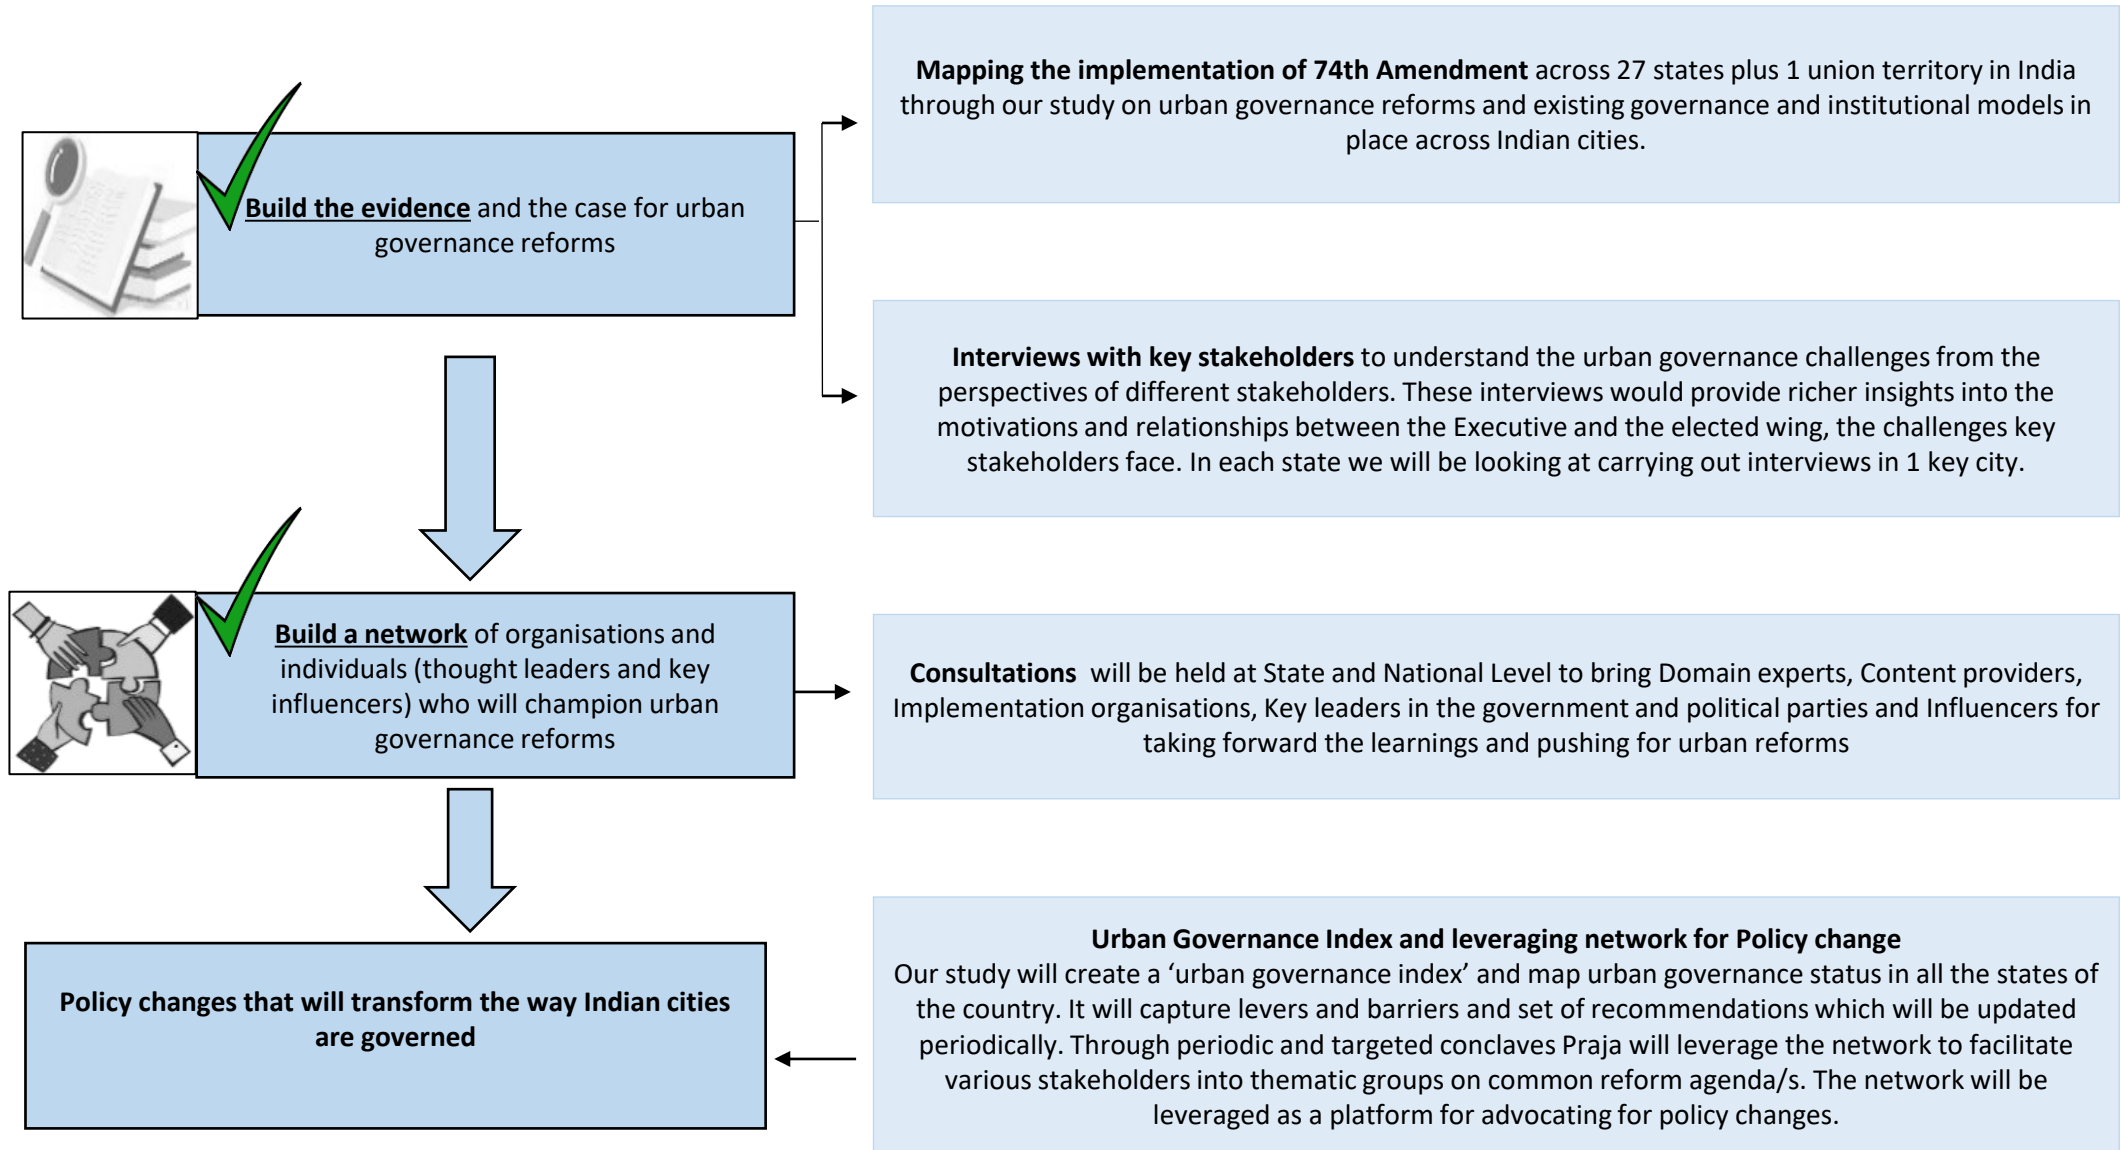 Build the evidence and the case for urban
governance reforms
Mapping the implementation of 74th Amendment across 27 states plus 1 union territory in India
through our study on urban governance reforms and existing governance and institutional models in
place across Indian cities.
Interviews with key stakeholders to understand the urban governance challenges from the
perspectives of different stakeholders. These interviews would provide richer insights into the
motivations and relationships between the Executive and the elected wing, the challenges key
stakeholders face. In each state we will be looking at carrying out interviews in 1 key city.
Build a network of organisations and
individuals (thought leaders and key
influencers) who will champion urban
governance reforms
Consultations will be held at State and National Level to bring Domain experts, Content providers,
Implementation organisations, Key leaders in the government and political parties and Influencers for
taking forward the learnings and pushing for urban reforms
Policy changes that will transform the way Indian cities
are governed
Urban Governance Index and leveraging network for Policy change
Our study will create a ‘urban governance index’ and map urban governance status in all the states of
the country. It will capture levers and barriers and set of recommendations which will be updated
periodically. Through periodic and targeted conclaves Praja will leverage the network to facilitate
various stakeholders into thematic groups on common reform agenda/s. The network will be
leveraged as a platform for advocating for policy changes.